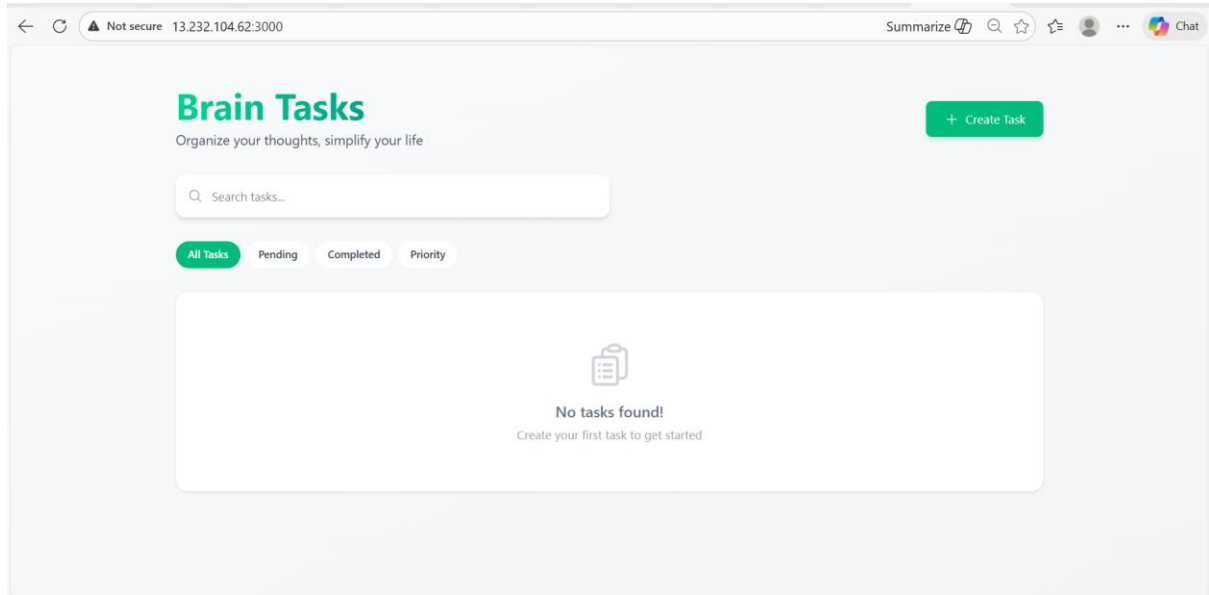 Not secure 13.232.104.62:3000 Summarize Chat
Brain Tasks
+ Create Task
Organize your thoughts, simplify your life
Search tasks...
All Tasks Pending Completed Priority
No tasks found!
Create your first task to get started